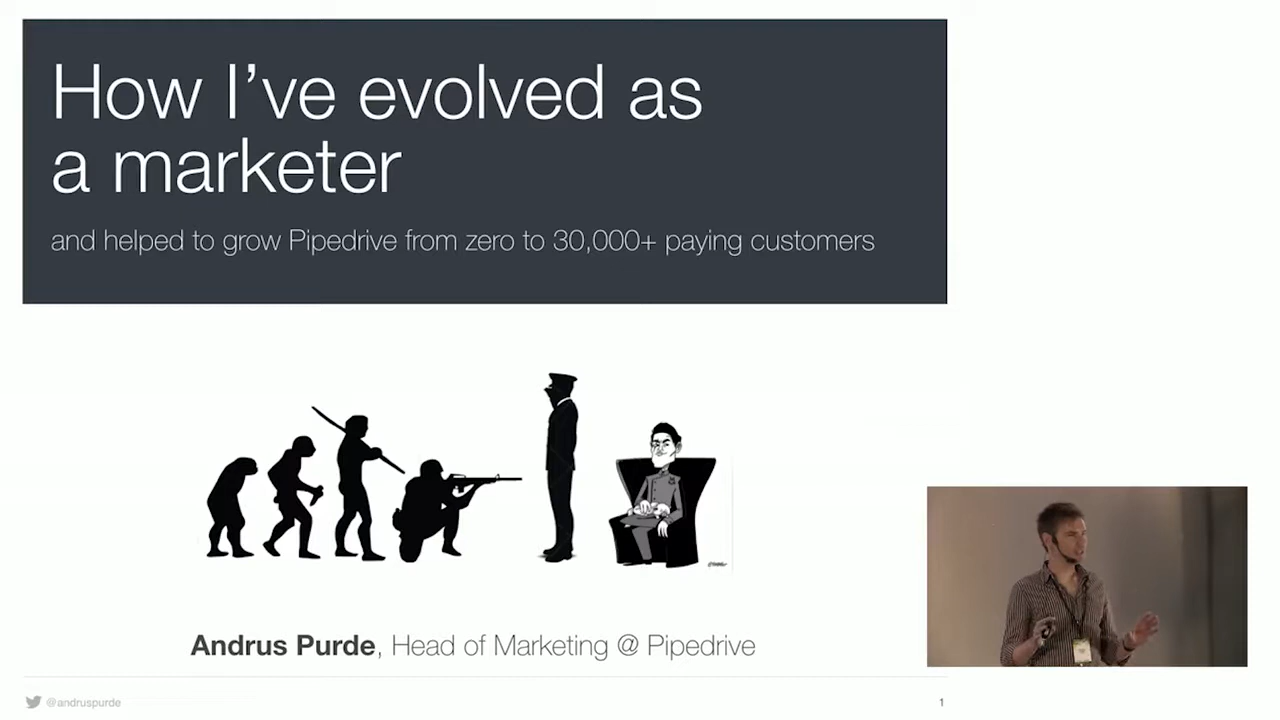 How I’ve evolved as
a marketer
and helped to grow Pipedrive from zero to 30,000+ paying customers
Andrus Purde, Head of Marketing @ Pipedrive
@andruspurde
1